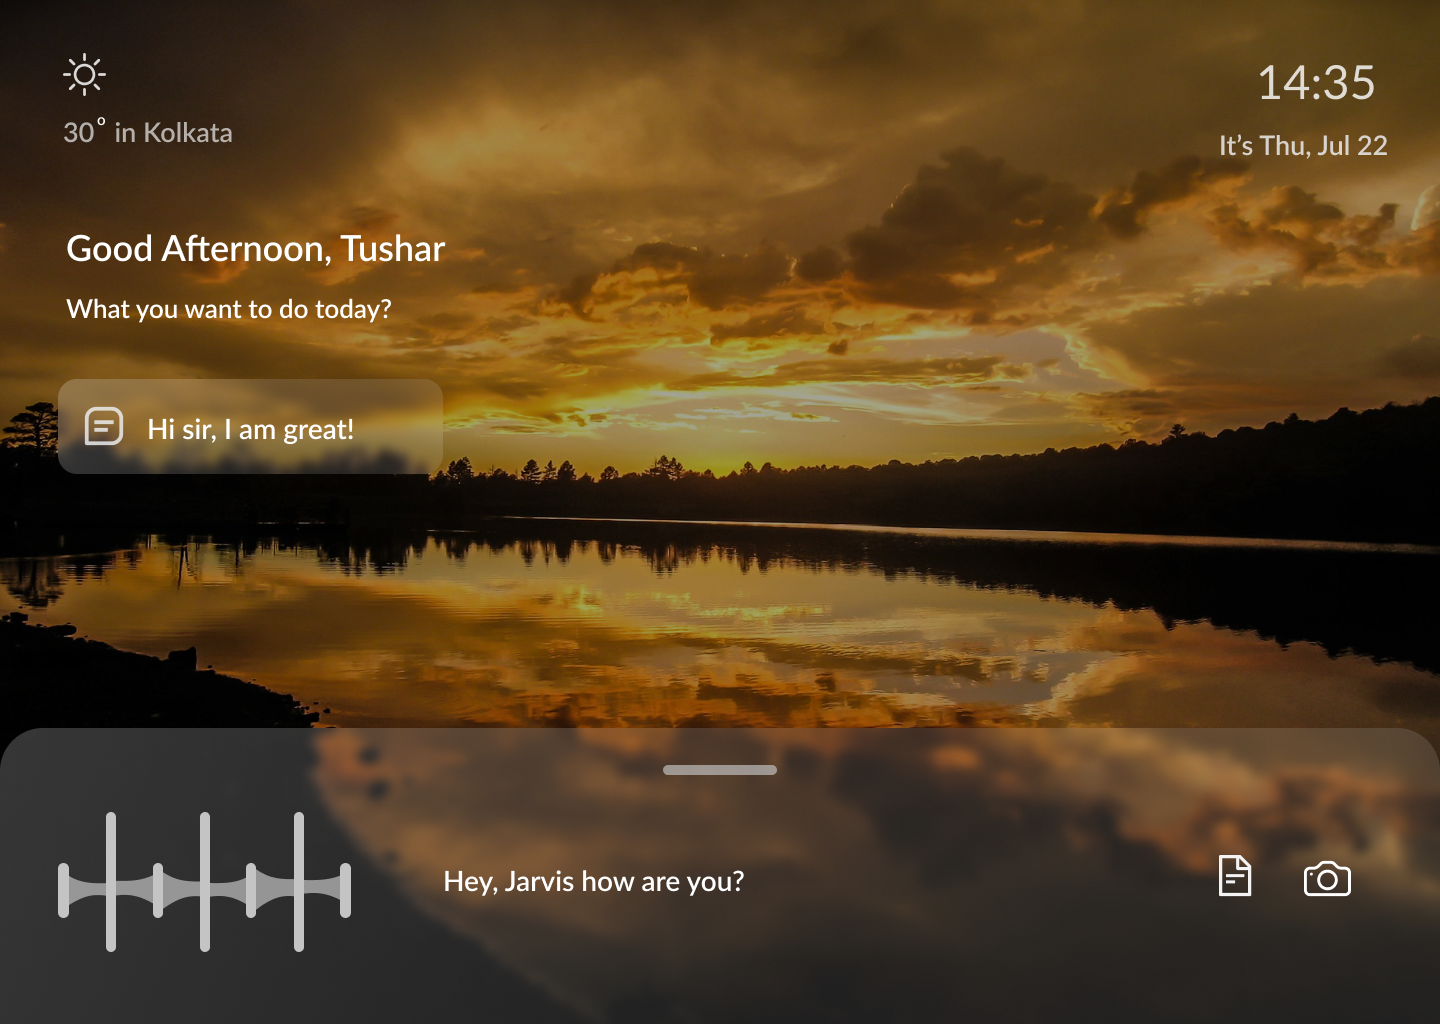 30° in Kolkata
14:35
It’s Thu, Jul 22
Good Afternoon, Tushar
What you want to do today?
Hi sir, I am great!
Hey, Jarvis how are you?